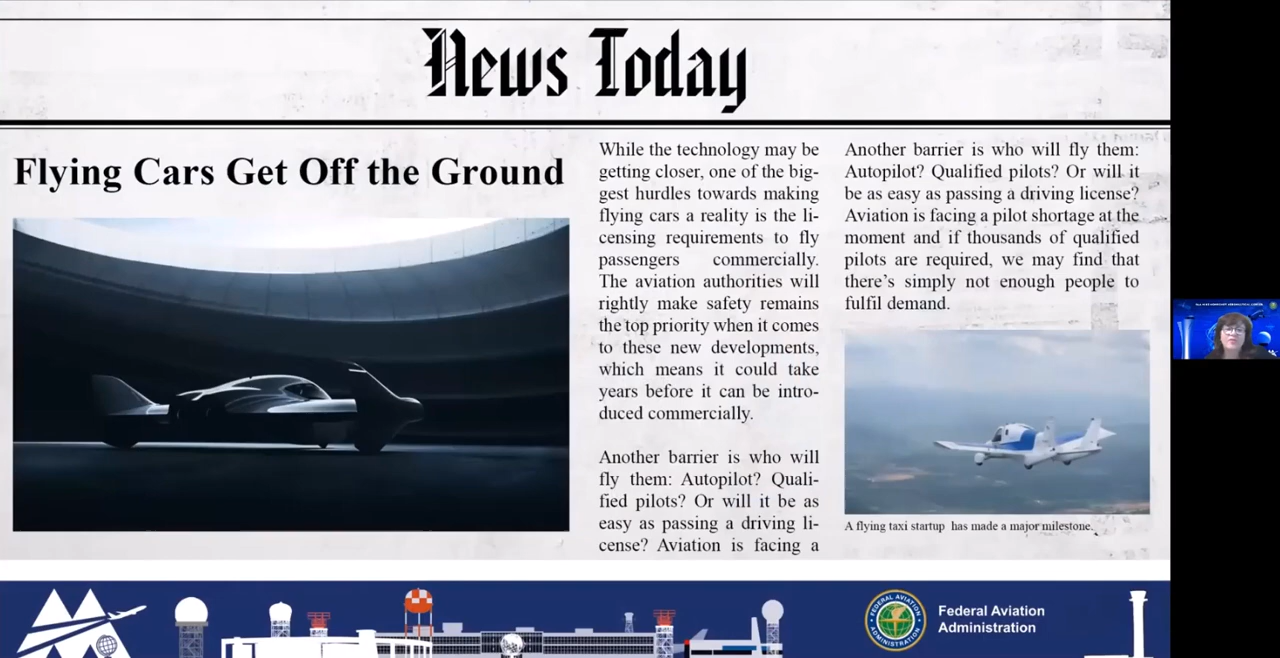 News Today
Flying Cars Get Off the Ground
While the technology may be
getting closer, one of the big-
gest hurdles towards making
flying cars a reality is the li-
censing requirements to fly
passengers commercially.
The aviation authorities will
rightly make safety remains
the top priority when it comes
to these new developments,
which means it could take
years before it can be intro-
duced commercially.
Another barrier is who will
fly them: Autopilot? Quali-
fied pilots? Or will it be as
easy as passing a driving li-
cense? Aviation is facing a
Another barrier is who will fly them:
Autopilot? Qualified pilots? Or will it
be as easy as passing a driving license?
Aviation is facing a pilot shortage at the
moment and if thousands of qualified
pilots are required, we may find that
there's simply not enough people to
fulfil demand.
A flying taxi startup has made a major milestone.
FEDERAL AVIATION
ADMINISTRATION
Federal Aviation
Administration